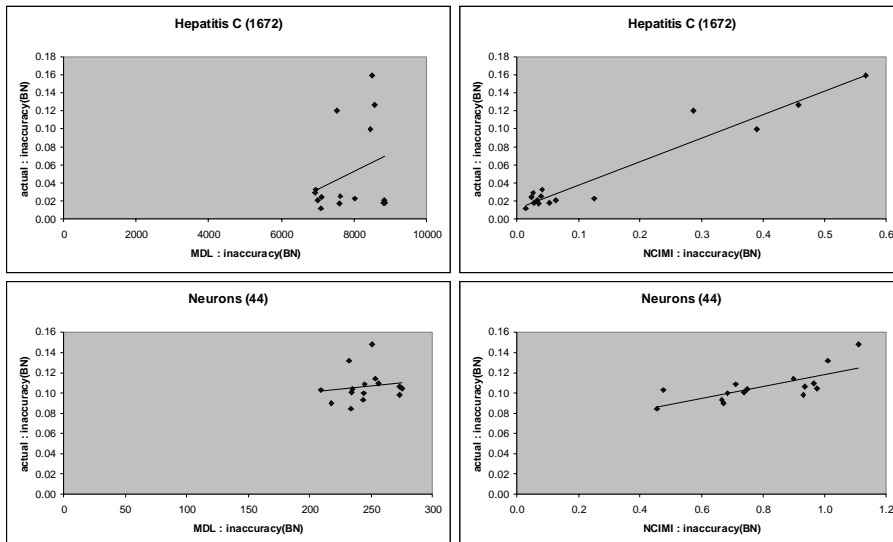 Hepatitis C (1672)
actual : inaccuracy(BN)
0.18
0.16
0.14
0.12
0.10
0.08
0.06
0.04
0.02
0.00
0 2000 4000 6000 8000 10000
MDL : inaccuracy(BN)
Hepatitis C (1672)
actual : inaccuracy(BN)
0.18
0.16
0.14
0.12
0.10
0.08
0.06
0.04
0.02
0.00
0.0 0.1 0.2 0.3 0.4 0.5 0.6
NCIMI : inaccuracy(BN)
Neurons (44)
actual : inaccuracy(BN)
0.16
0.14
0.12
0.10
0.08
0.06
0.04
0.02
0.00
0 50 100 150 200 250 300
MDL : inaccuracy(BN)
Neurons (44)
actual : inaccuracy(BN)
0.16
0.14
0.12
0.10
0.08
0.06
0.04
0.02
0.00
0.0 0.2 0.4 0.6 0.8 1.0 1.2
NCIMI : inaccuracy(BN)